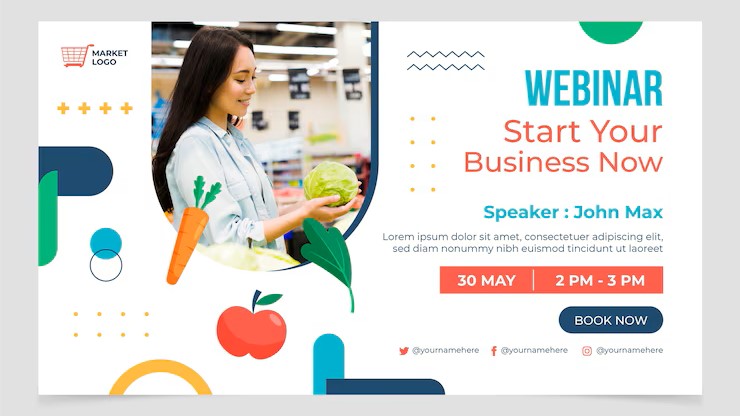 MARKET
LOGO
WEBINAR
Start Your
Business Now
Speaker : John Max
Lorem ipsum dolor sit amet, consectetuer adipiscing elit,
sed diam nonummy nibh euismod tincidunt ut laoreet
30 MAY
2 PM - 3 PM
BOOK NOW
@yournamehere
@yournamehere
@yournamehere